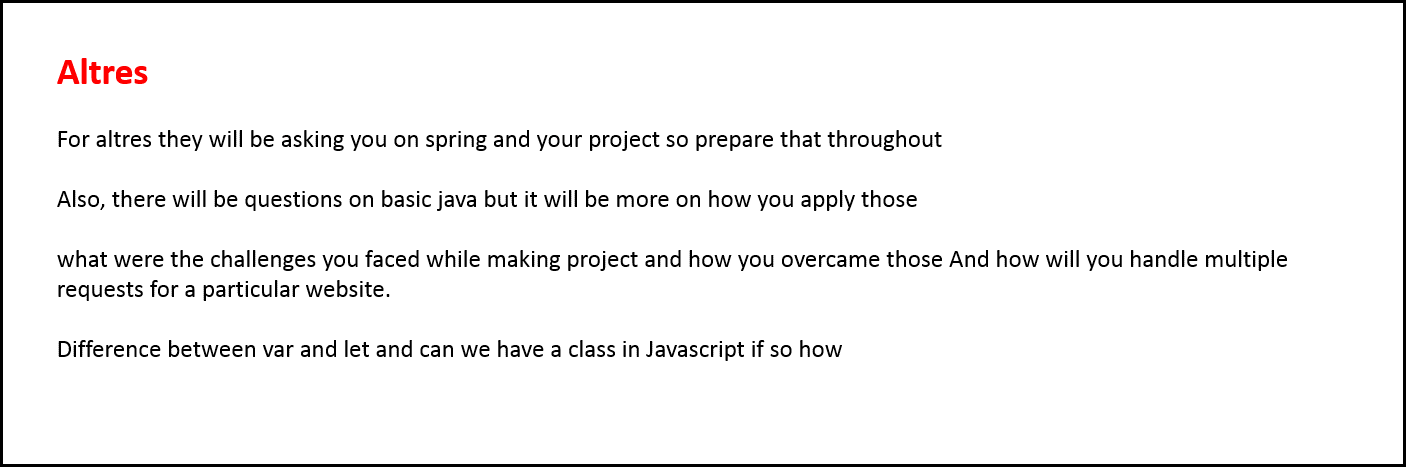 Altres
For altres they will be asking you on spring and your project so prepare that throughout
Also, there will be questions on basic java but it will be more on how you apply those
what were the challenges you faced while making project and how you overcame those And how will you handle multiple
requests for a particular website.
Difference between var and let and can we have a class in Javascript if so how